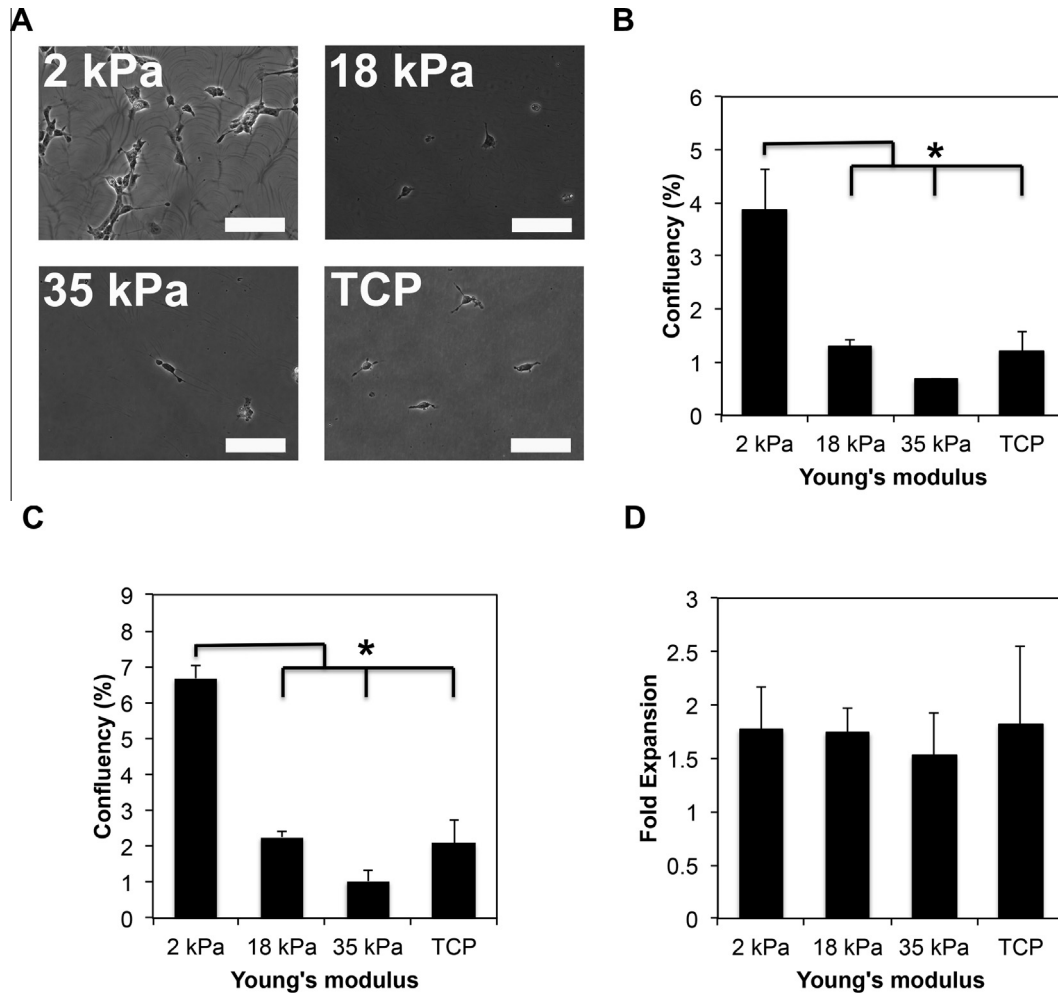 A
2 kPa
18 kPa
35 kPa
TCP
B
6
5
4
3
2
1
0
Confluency (%)
*
2 kPa 18 kPa 35 kPa TCP
Young's modulus
C
9
8
7
6
5
4
3
2
1
0
Confluency (%)
*
2 kPa 18 kPa 35 kPa TCP
Young's modulus
D
3
2.5
2
1.5
1
0.5
0
Fold Expansion
2 kPa 18 kPa 35 kPa TCP
Young's modulus